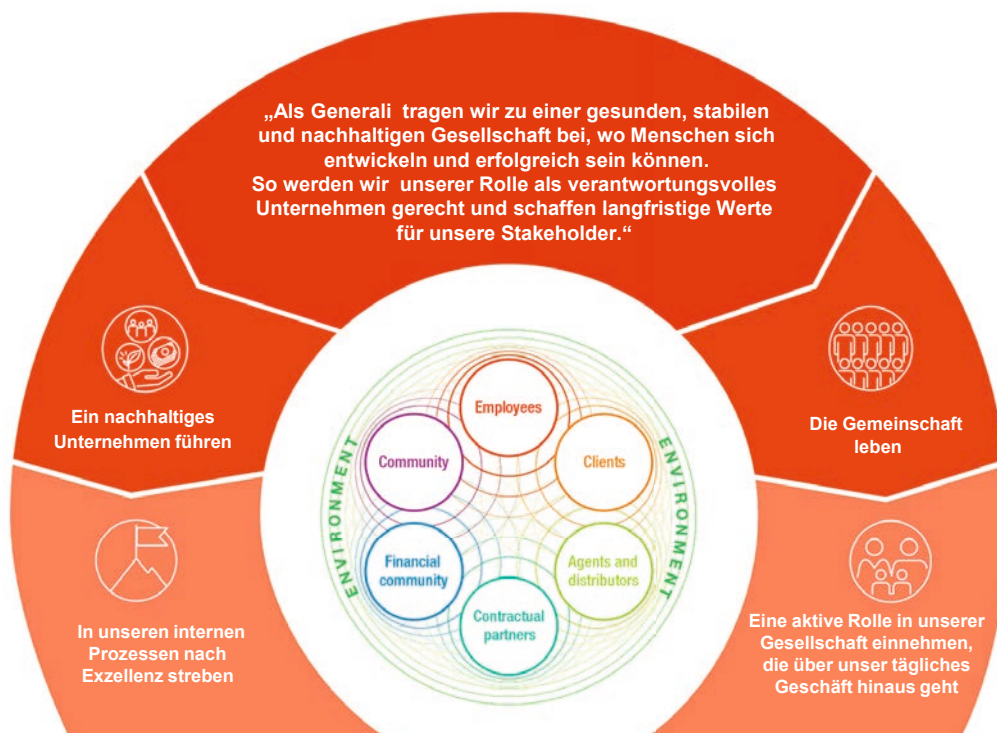 „Als Generali tragen wir zu einer gesunden, stabilen
und nachhaltigen Gesellschaft bei, wo Menschen sich
entwickeln und erfolgreich sein können.
So werden wir unserer Rolle als verantwortungsvolles
Unternehmen gerecht und schaffen langfristige Werte
für unsere Stakeholder.“
Ein nachhaltiges
Unternehmen führen
Die Gemeinschaft
leben
ENVIRONMENT
ENVIRONMENT
Employees
Community
Clients
Financial
community
Agents and
distributors
Contractual
partners
In unseren internen
Prozessen nach
Exzellenz streben
Eine aktive Rolle in unserer
Gesellschaft einnehmen,
die über unser tägliches
Geschäft hinaus geht